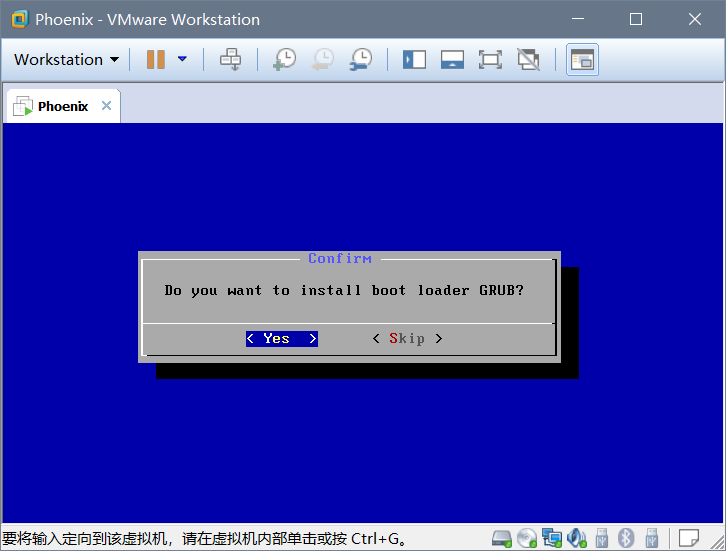 Phoenix - VMware Workstation
Workstation
Phoenix
Confirm
Do you want to install boot loader GRUB?
< Yes > < Skip >
要将输入定向到该虚拟机，请在虚拟机内部单击或按 Ctrl+G。